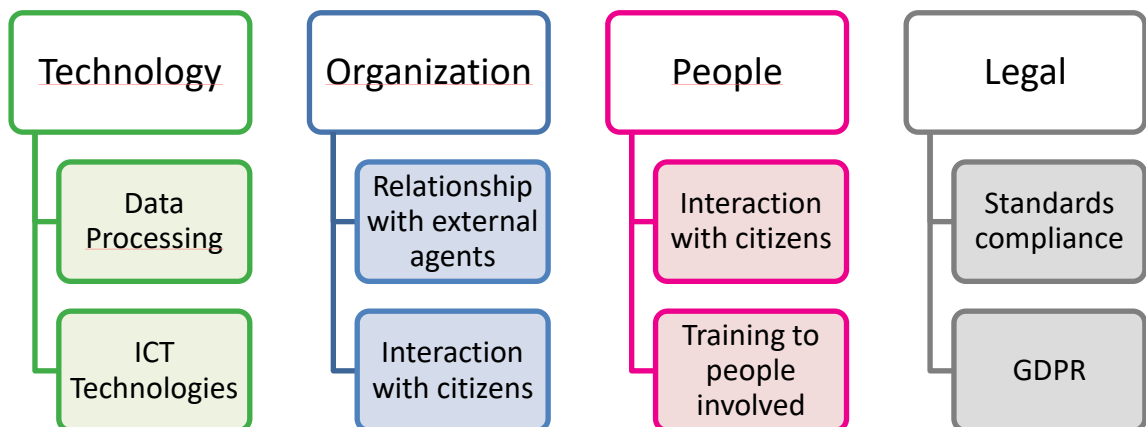 Technology
Data
Processing
ICT
Technologies
Organization
Relationship
with external
agents
Interaction
with citizens
People
Interaction
with citizens
Training to
people
involved
Legal
Standards
compliance
GDPR